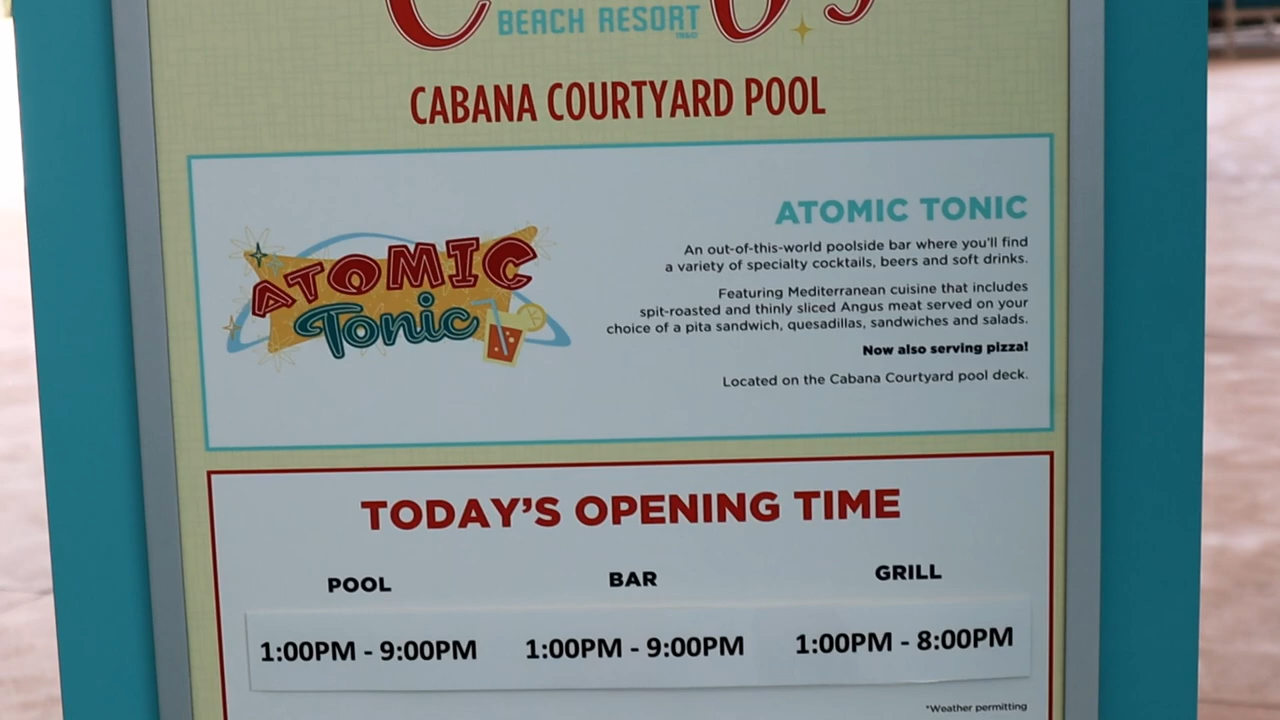 BEACH RESORT
CABANA COURTYARD POOL
ATOMIC
Tonic
ATOMIC TONIC
An out-of-this-world poolside bar where you'll find
a variety of specialty cocktails, beers and soft drinks.
Featuring Mediterranean cuisine that includes
spit-roasted and thinly sliced Angus meat served on your
choice of a pita sandwich, quesadillas, sandwiches and salads.
Now also serving pizza!
Located on the Cabana Courtyard pool deck.
TODAY'S OPENING TIME
POOL BAR GRILL
1:00PM - 9:00PM 1:00PM - 9:00PM 1:00PM - 8:00PM
*Weather permitting